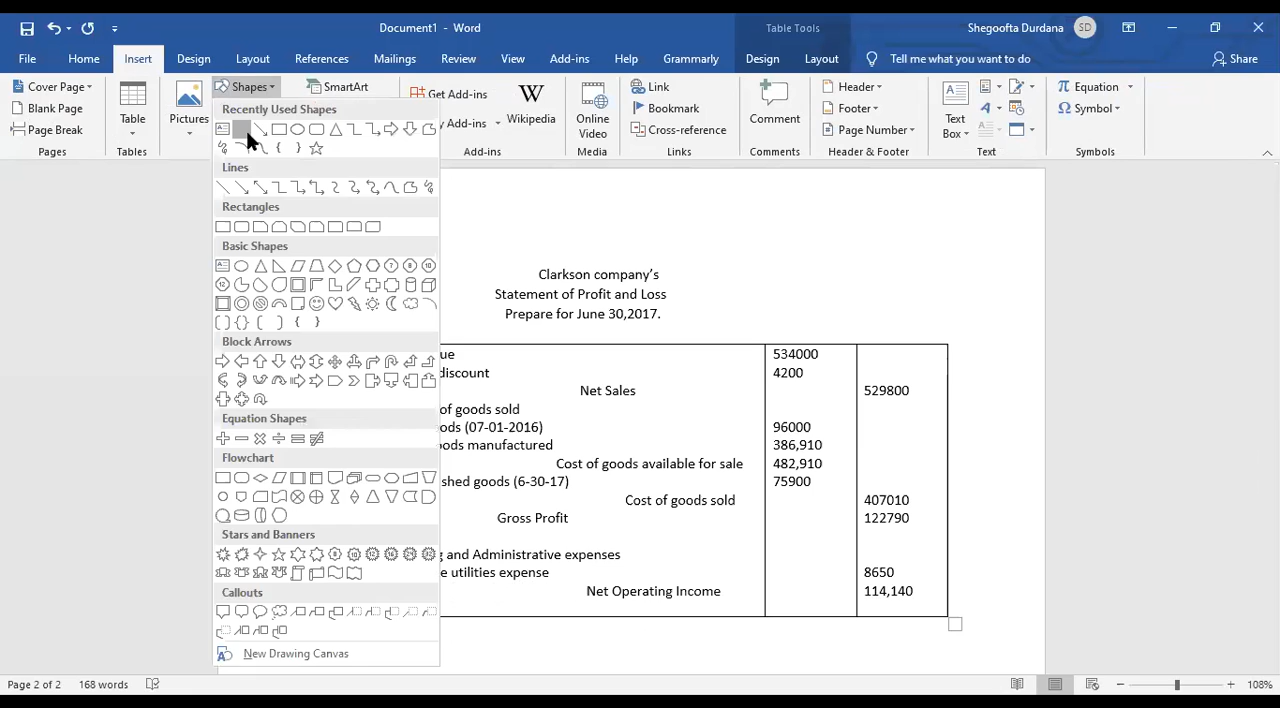 Document1 - Word
Table Tools
Shegoofta Durdana
SD
File
Home
Insert
Design
Layout
References
Mailings
Review
View
Add-ins
Help
Grammarly
Design
Layout
Tell me what you want to do
Share
Cover Page
Blank Page
Page Break
Pages
Table
Tables
Pictures
Shapes
SmartArt
Get Add-ins
y Add-ins
Add-ins
W
Wikipedia
Online
Video
Media
Link
Bookmark
Cross-reference
Links
Comment
Comments
Header
Footer
Page Number
Header & Footer
Text
Box
Text
Equation
Symbol
Symbols
Recently Used Shapes
Lines
Rectangles
Basic Shapes
Block Arrows
Equation Shapes
Flowchart
Stars and Banners
Callouts
New Drawing Canvas
Clarkson company's
Statement of Profit and Loss
Prepare for June 30,2017.
ue 534000
discount 4200
Net Sales 529800
of goods sold
ods (07-01-2016) 96000
oods manufactured 386,910
Cost of goods available for sale 482,910
shed goods (6-30-17) 75900
Cost of goods sold 407010
Gross Profit 122790
g and Administrative expenses
e utilities expense 8650
Net Operating Income 114,140
Page 2 of 2
168 words
108%